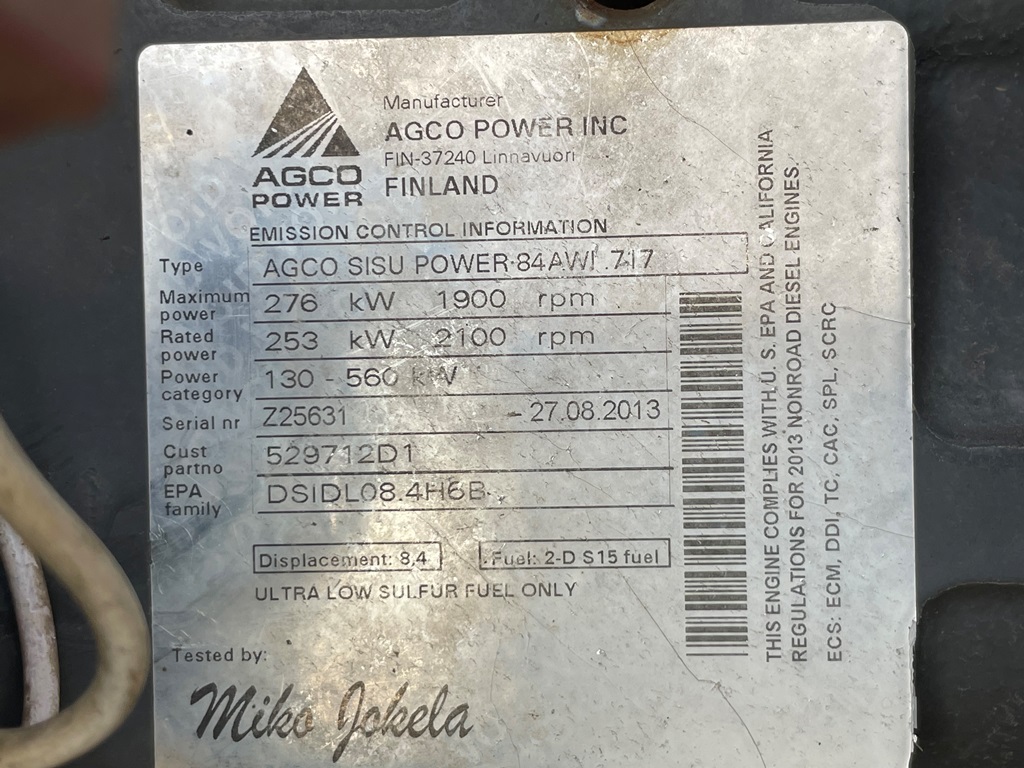 AGCO
POWER
Manufacturer
AGCO POWER INC
FIN-37240 Linnavuori
FINLAND
EMISSION CONTROL INFORMATION
Type AGCO SISU POWER 84AWI .717
Maximum power 276 kW 1900 rpm
Rated power 253 kW 2100 rpm
Power category 130 - 560 kW
Serial nr Z25631 - 27.08.2013
Cust partno 529712D1
EPA family DSIDL08.4H6B
Displacement: 8,4 Fuel: 2-D S15 fuel
ULTRA LOW SULFUR FUEL ONLY
Tested by:
Miko Jokela
THIS ENGINE COMPLIES WITH U. S. EPA AND CALIFORNIA
REGULATIONS FOR 2013 NONROAD DIESEL ENGINES.
ECS: ECM, DDI, TC, CAC, SPL, SCRC